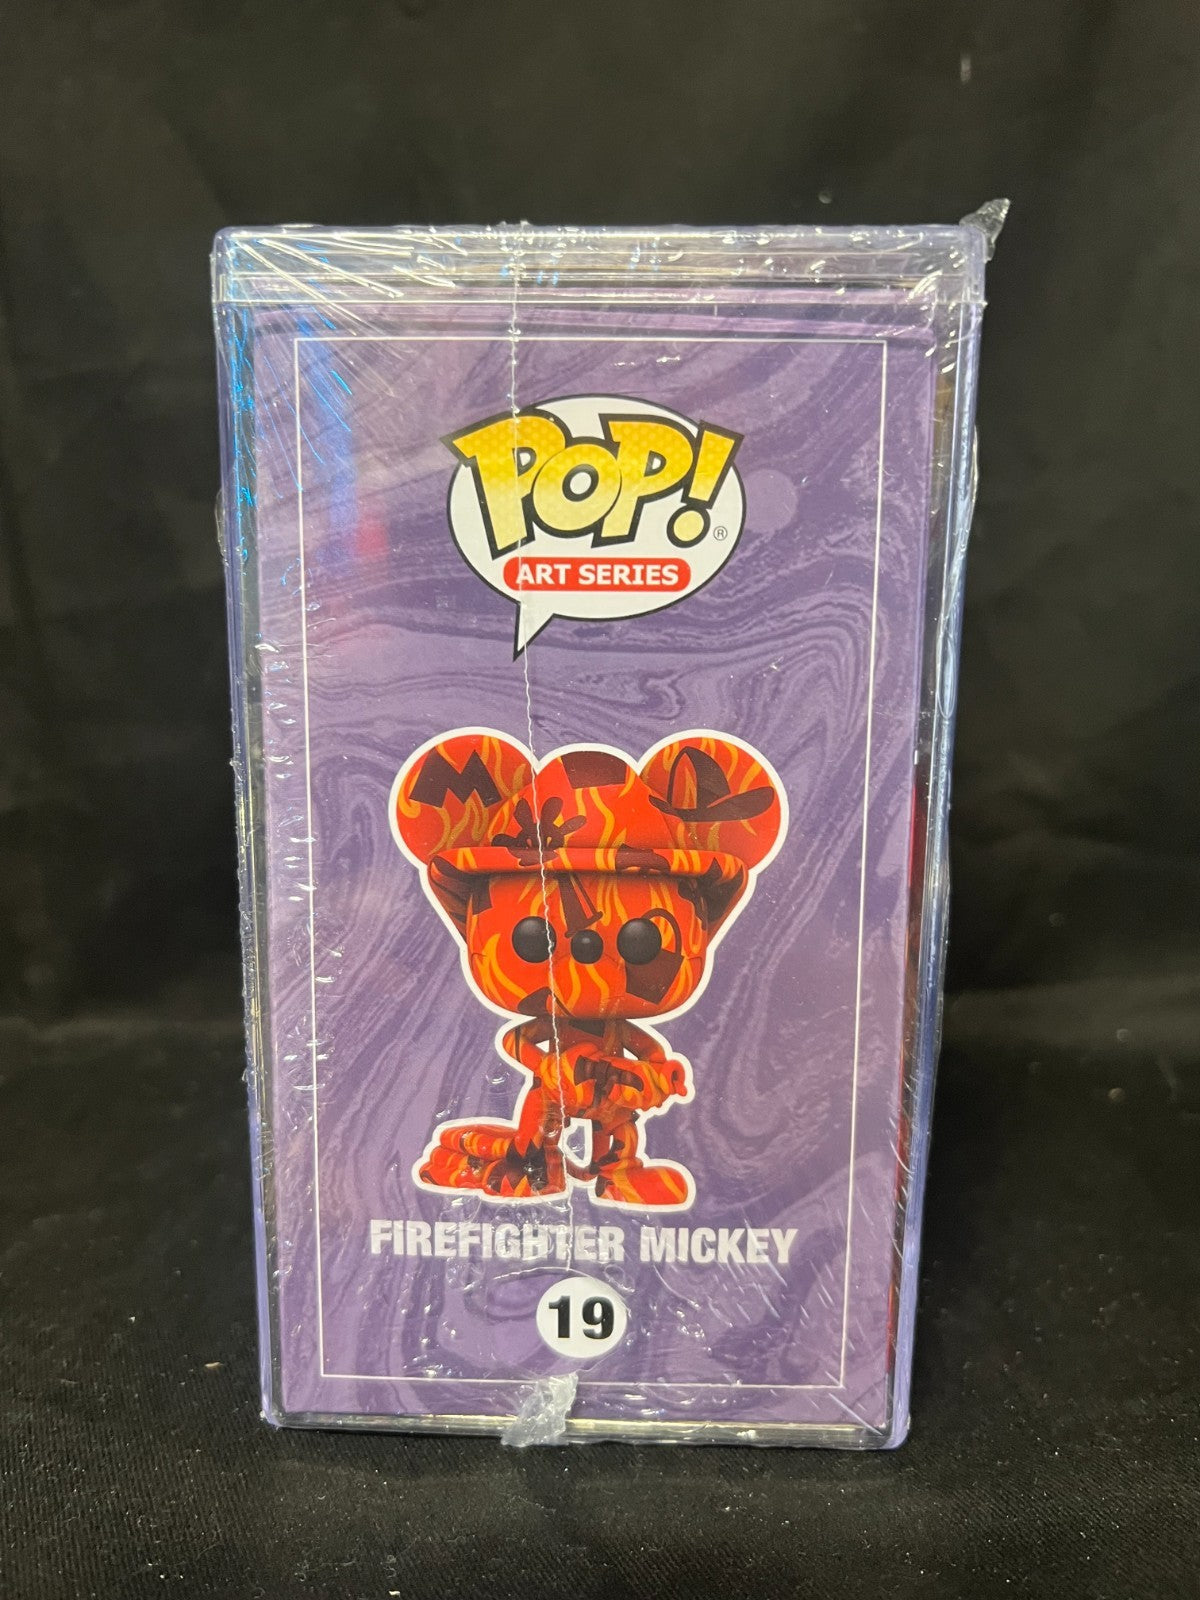 POP!®
ART SERIES
M
FIREFIGHTER MICKEY
19